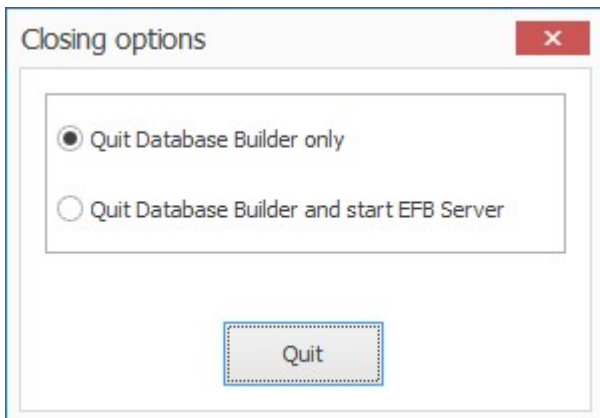 Closing options
Quit Database Builder only
Quit Database Builder and start EFB Server
Quit